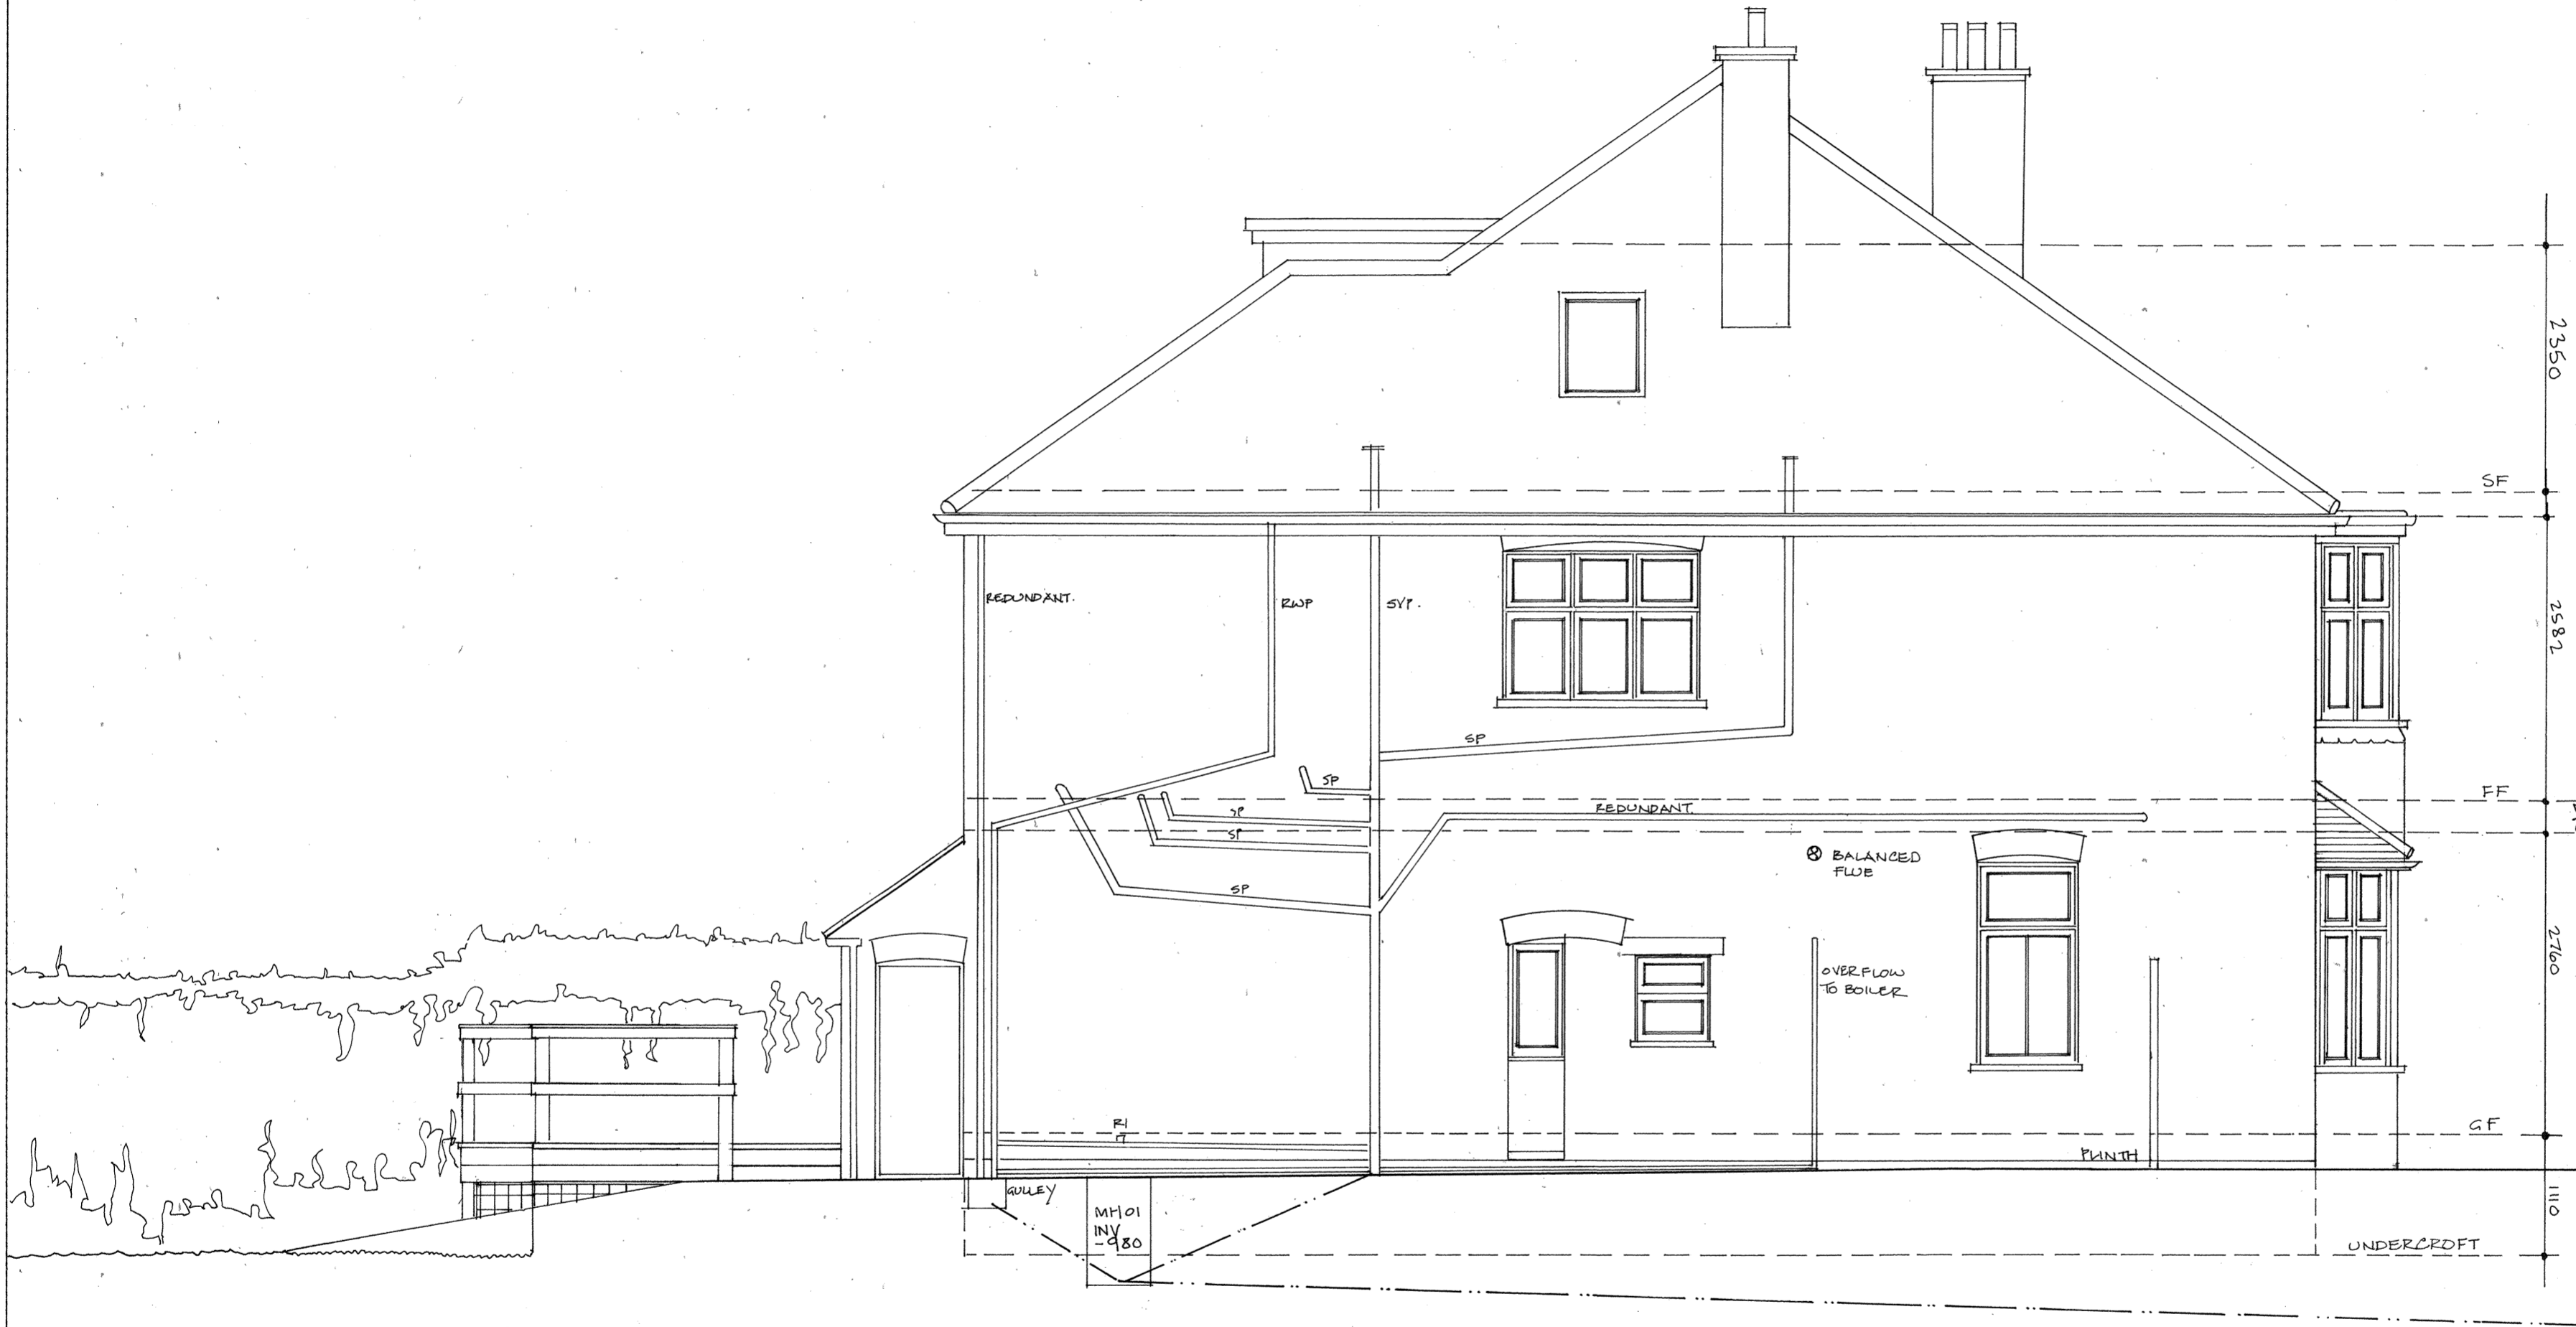 2350
SF
REDUNDANT.
RWP
SVP.
2582
SP
SP
FF
REDUNDANT.
SP
SP
BALANCED
FLUE
SP
OVERFLOW
TO BOILER
2760
RI
GF
PLINTH
GULLEY
1110
MH01
INV
-980
UNDERCROFT